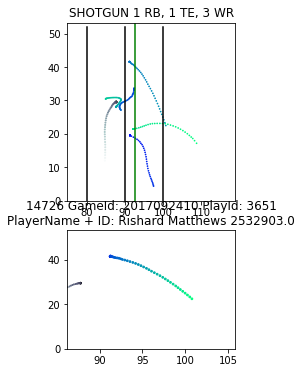 SHOTGUN 1 RB, 1 TE, 3 WR
50
40
30
20
10
0
80 90 100 110
14726 GameId: 2017092410 PlayId: 3651
PlayerName + ID: Rishard Matthews 2532903.0
40
20
0
90 95 100 105